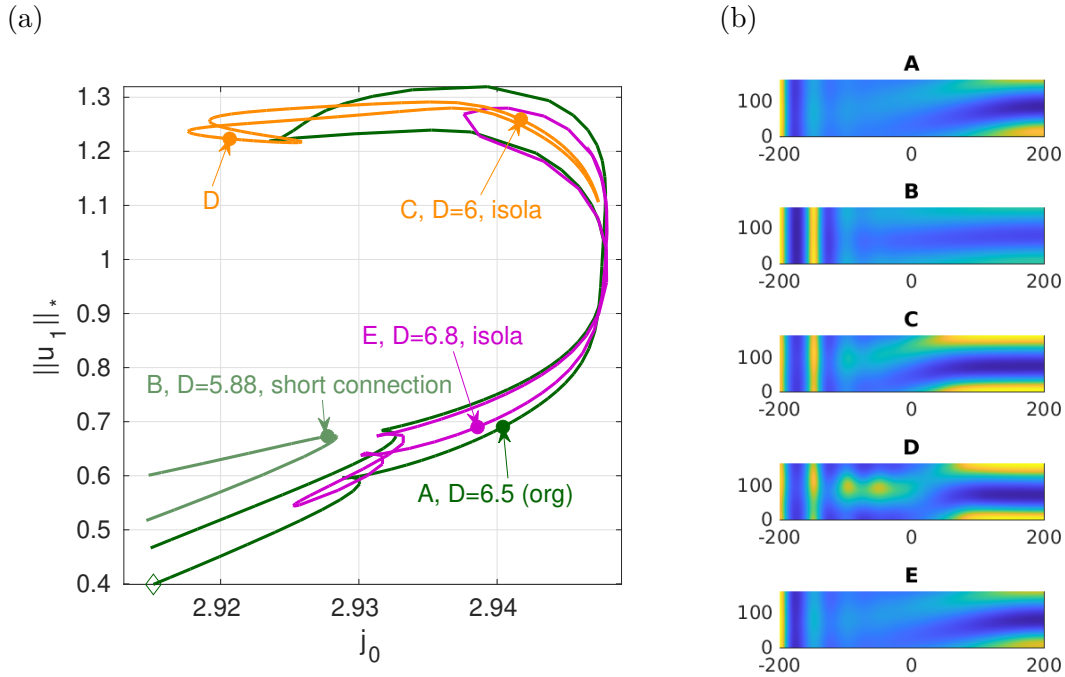 (a)
1.3
1.2
1.1
1
0.9
0.8
0.7
0.6
0.5
0.4
||u_1||_*
2.92
2.93
2.94
j_0
D
C, D=6, isola
E, D=6.8, isola
B, D=5.88, short connection
A, D=6.5 (org)
(b)
A
100
0
-200
0
200
B
100
0
-200
0
200
C
100
0
-200
0
200
D
100
0
-200
0
200
E
100
0
-200
0
200